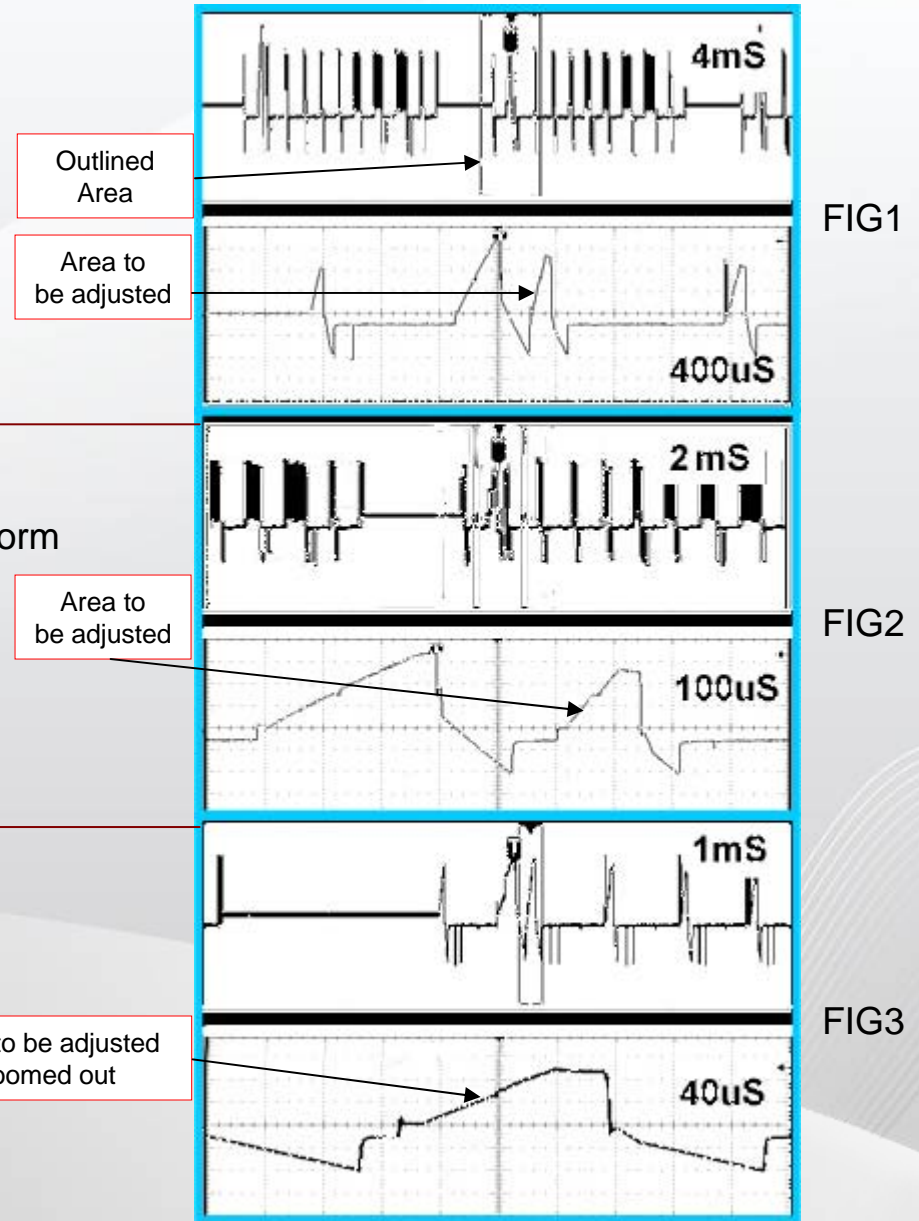 4mS
Outlined
Area
FIG1
Area to
be adjusted
400uS
2 mS
orm
Area to
be adjusted
FIG2
100uS
1mS
FIG3
to be adjusted
oomed out
40uS